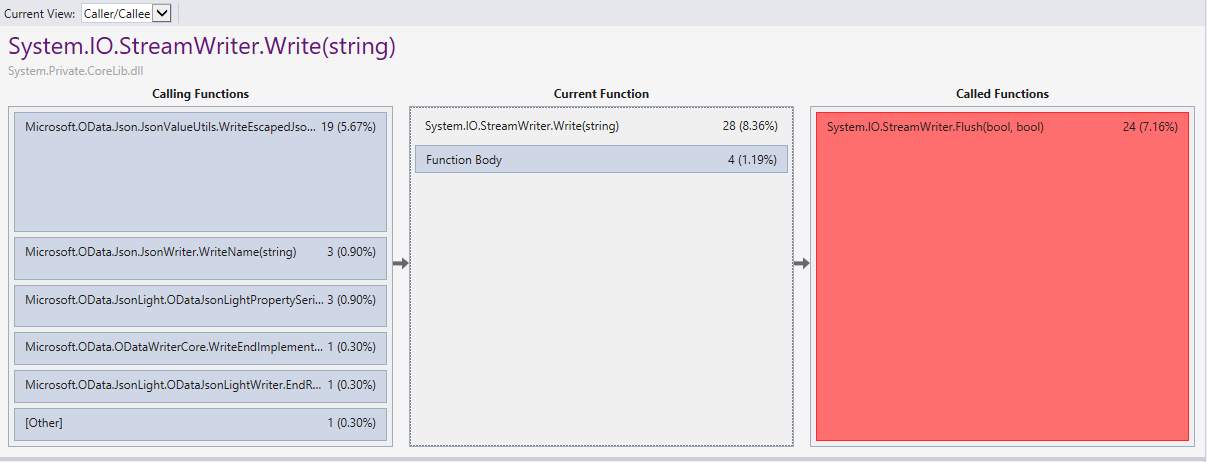 Current View: Caller/Callee
System.IO.StreamWriter.Write(string)
System.Private.CoreLib.dll
Calling Functions
Microsoft.OData.Json.JsonValueUtils.WriteEscapedJso... 19 (5.67%)
Microsoft.OData.Json.JsonWriter.WriteName(string) 3 (0.90%)
Microsoft.OData.JsonLight.ODataJsonLightPropertySeri... 3 (0.90%)
Microsoft.OData.ODataWriterCore.WriteEndImplement... 1 (0.30%)
Microsoft.OData.JsonLight.ODataJsonLightWriter.EndR... 1 (0.30%)
[Other] 1 (0.30%)
Current Function
System.IO.StreamWriter.Write(string) 28 (8.36%)
Function Body 4 (1.19%)
Called Functions
System.IO.StreamWriter.Flush(bool, bool) 24 (7.16%)